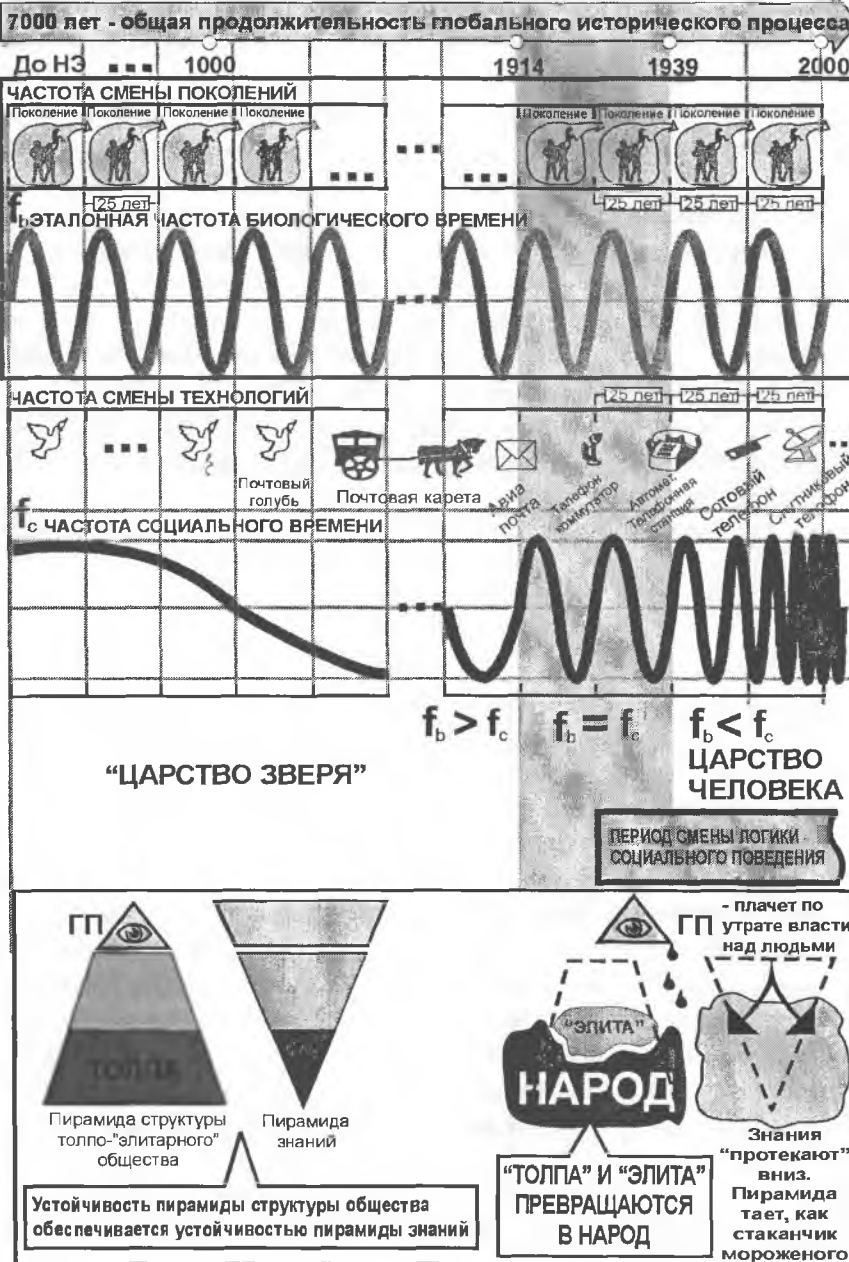 7000 лет - общая продолжительность глобального исторического процесса
До НЭ ... 1000 1914 1939 2000
ЧАСТОТА СМЕНЫ ПОКОЛЕНИЙ
Поколение Поколение Поколение Поколение Поколение Поколение Поколение Поколение
... ... ...
25 лет 25 лет 25 лет 25 лет
fb ЭТАЛОННАЯ ЧАСТОТА БИОЛОГИЧЕСКОГО ВРЕМЕНИ
...
ЧАСТОТА СМЕНЫ ТЕХНОЛОГИЙ
25 лет 25 лет 25 лет
... ...
Почтовый
голубь
Почтовая карета
Авиа
почта
Телефон
коммутатор
Автомат.
Телефонная
станция
Сотовый
телефон
Спутниковый
телефон
fc ЧАСТОТА СОЦИАЛЬНОГО ВРЕМЕНИ
...
fb > fc fb = fc fb < fc
"ЦАРСТВО ЗВЕРЯ"
ЦАРСТВО
ЧЕЛОВЕКА
ПЕРИОД СМЕНЫ ЛОГИКИ
СОЦИАЛЬНОГО ПОВЕДЕНИЯ
ГП
ТОЛПА
Пирамида структуры
толпо-"элитарного"
общества
Пирамида
знаний
Устойчивость пирамиды структуры общества
обеспечивается устойчивостью пирамиды знаний
ГП
- плачет по
утрате власти
над людьми
"ЭЛИТА"
НАРОД
"ТОЛПА" И "ЭЛИТА"
ПРЕВРАЩАЮТСЯ
В НАРОД
Знания
"протекают"
вниз.
Пирамида
тает, как
стаканчик
мороженого